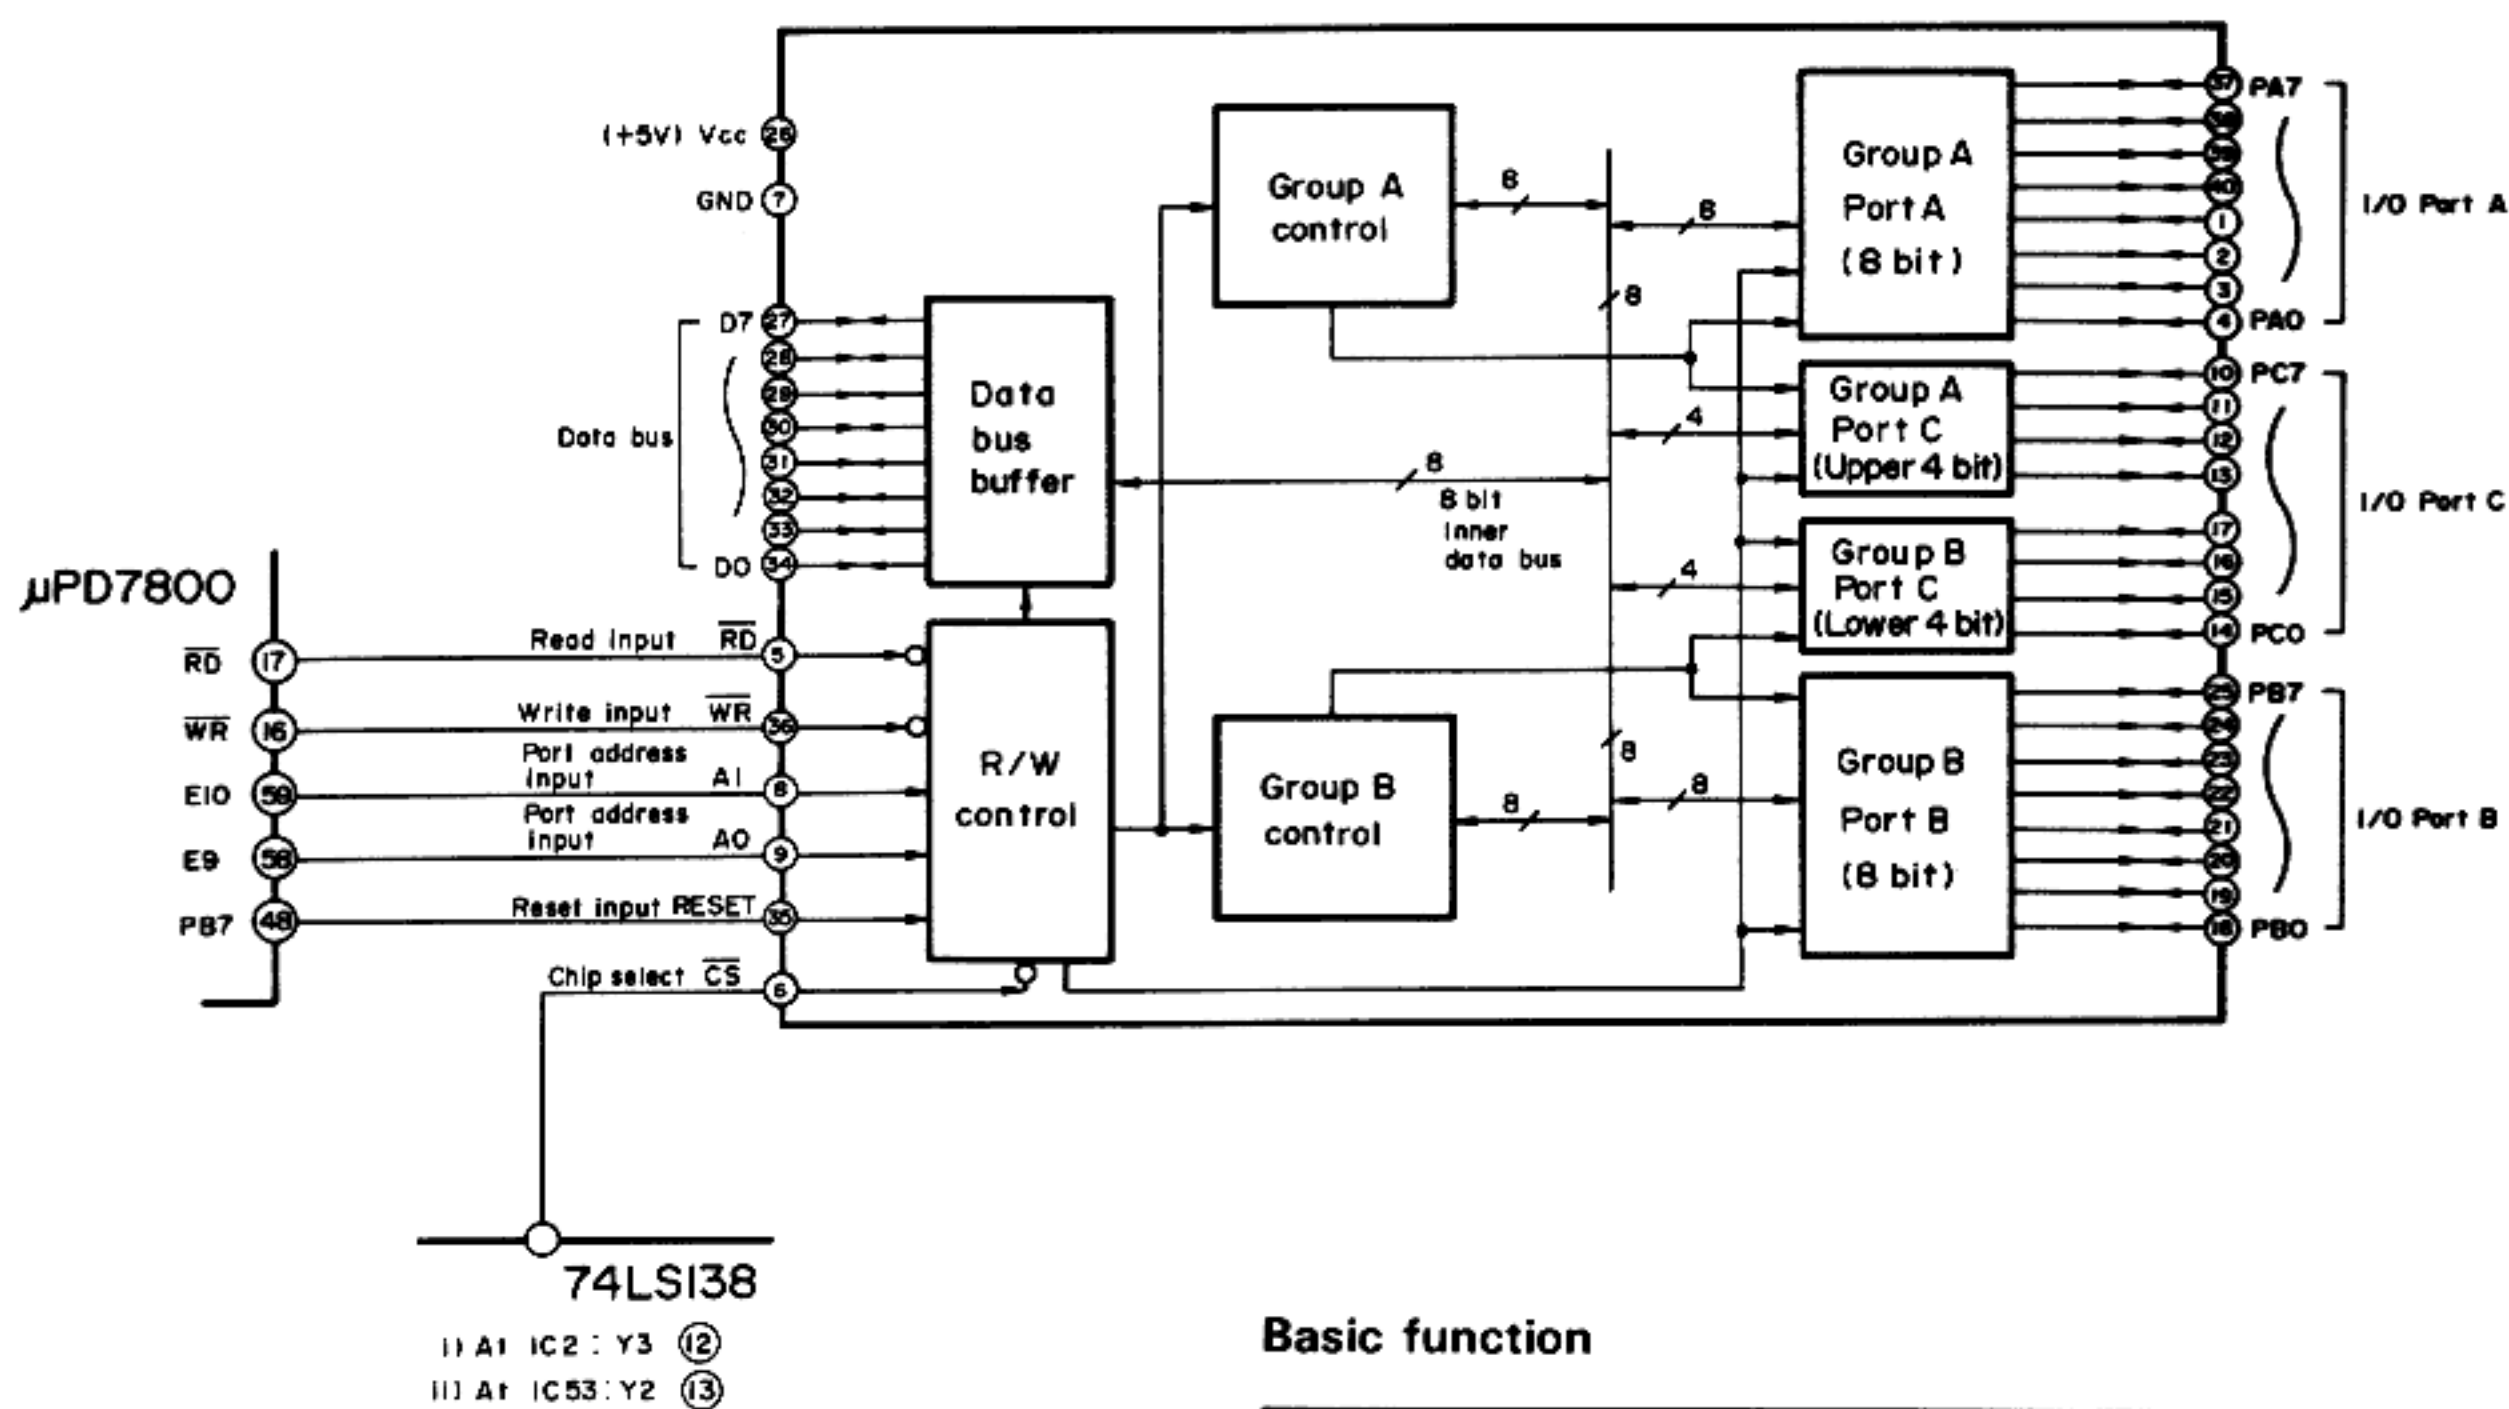 (+5V) Vcc 26
GND 7
D7 27
28
29
30
31
32
33
D0 34
Data bus
Data
bus
buffer
μPD7800
RD 17 Read input RD 5
WR 16 Write input WR 36
Port address
input A1 8
E10 59
Port address
input A0 9
E9 58
PB7 48 Reset input RESET 35
Chip select CS 6
R/W
control
Group A
control
8
8
8
8
8 bit
inner
data bus
4
4
8
8
8
Group B
control
Group A
Port A
(8 bit)
Group A
Port C
(Upper 4 bit)
Group B
Port C
(Lower 4 bit)
Group B
Port B
(8 bit)
37 PA7
38
39
40
1
2
3
4 PA0
I/O Port A
10 PC7
11
12
13
17
16
15
14 PC0
I/O Port C
25 PB7
24
23
22
21
20
19
18 PB0
I/O Port B
74LS138
i) At IC2 : Y3 12
ii) At IC53 : Y2 13
Basic function